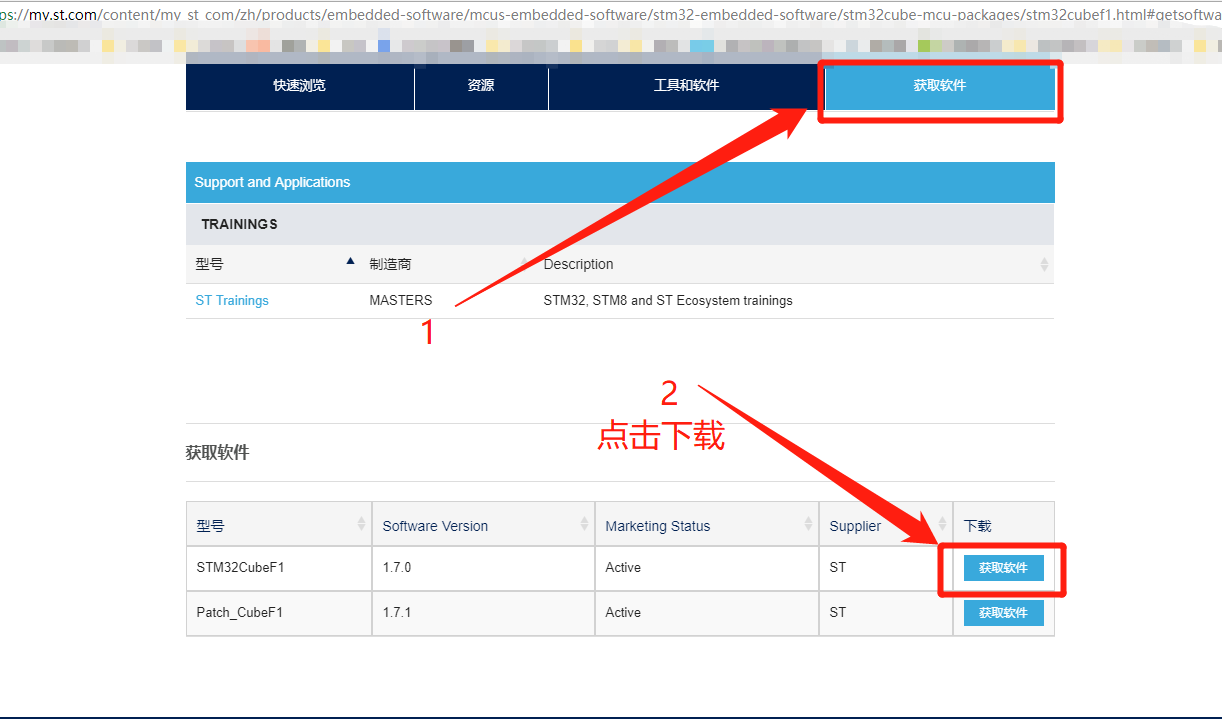 ps://my.st.com/content/my_st_com/zh/products/embedded-software/mcus-embedded-software/stm32-embedded-software/stm32cube-mcu-packages/stm32cubef1.html#getsoftwa
快速浏览 资源 工具和软件 获取软件
Support and Applications
TRAININGS
型号 制造商 Description
ST Trainings MASTERS STM32, STM8 and ST Ecosystem trainings
1
2
点击下载
获取软件
型号 Software Version Marketing Status Supplier 下载
STM32CubeF1 1.7.0 Active ST 获取软件
Patch_CubeF1 1.7.1 Active ST 获取软件